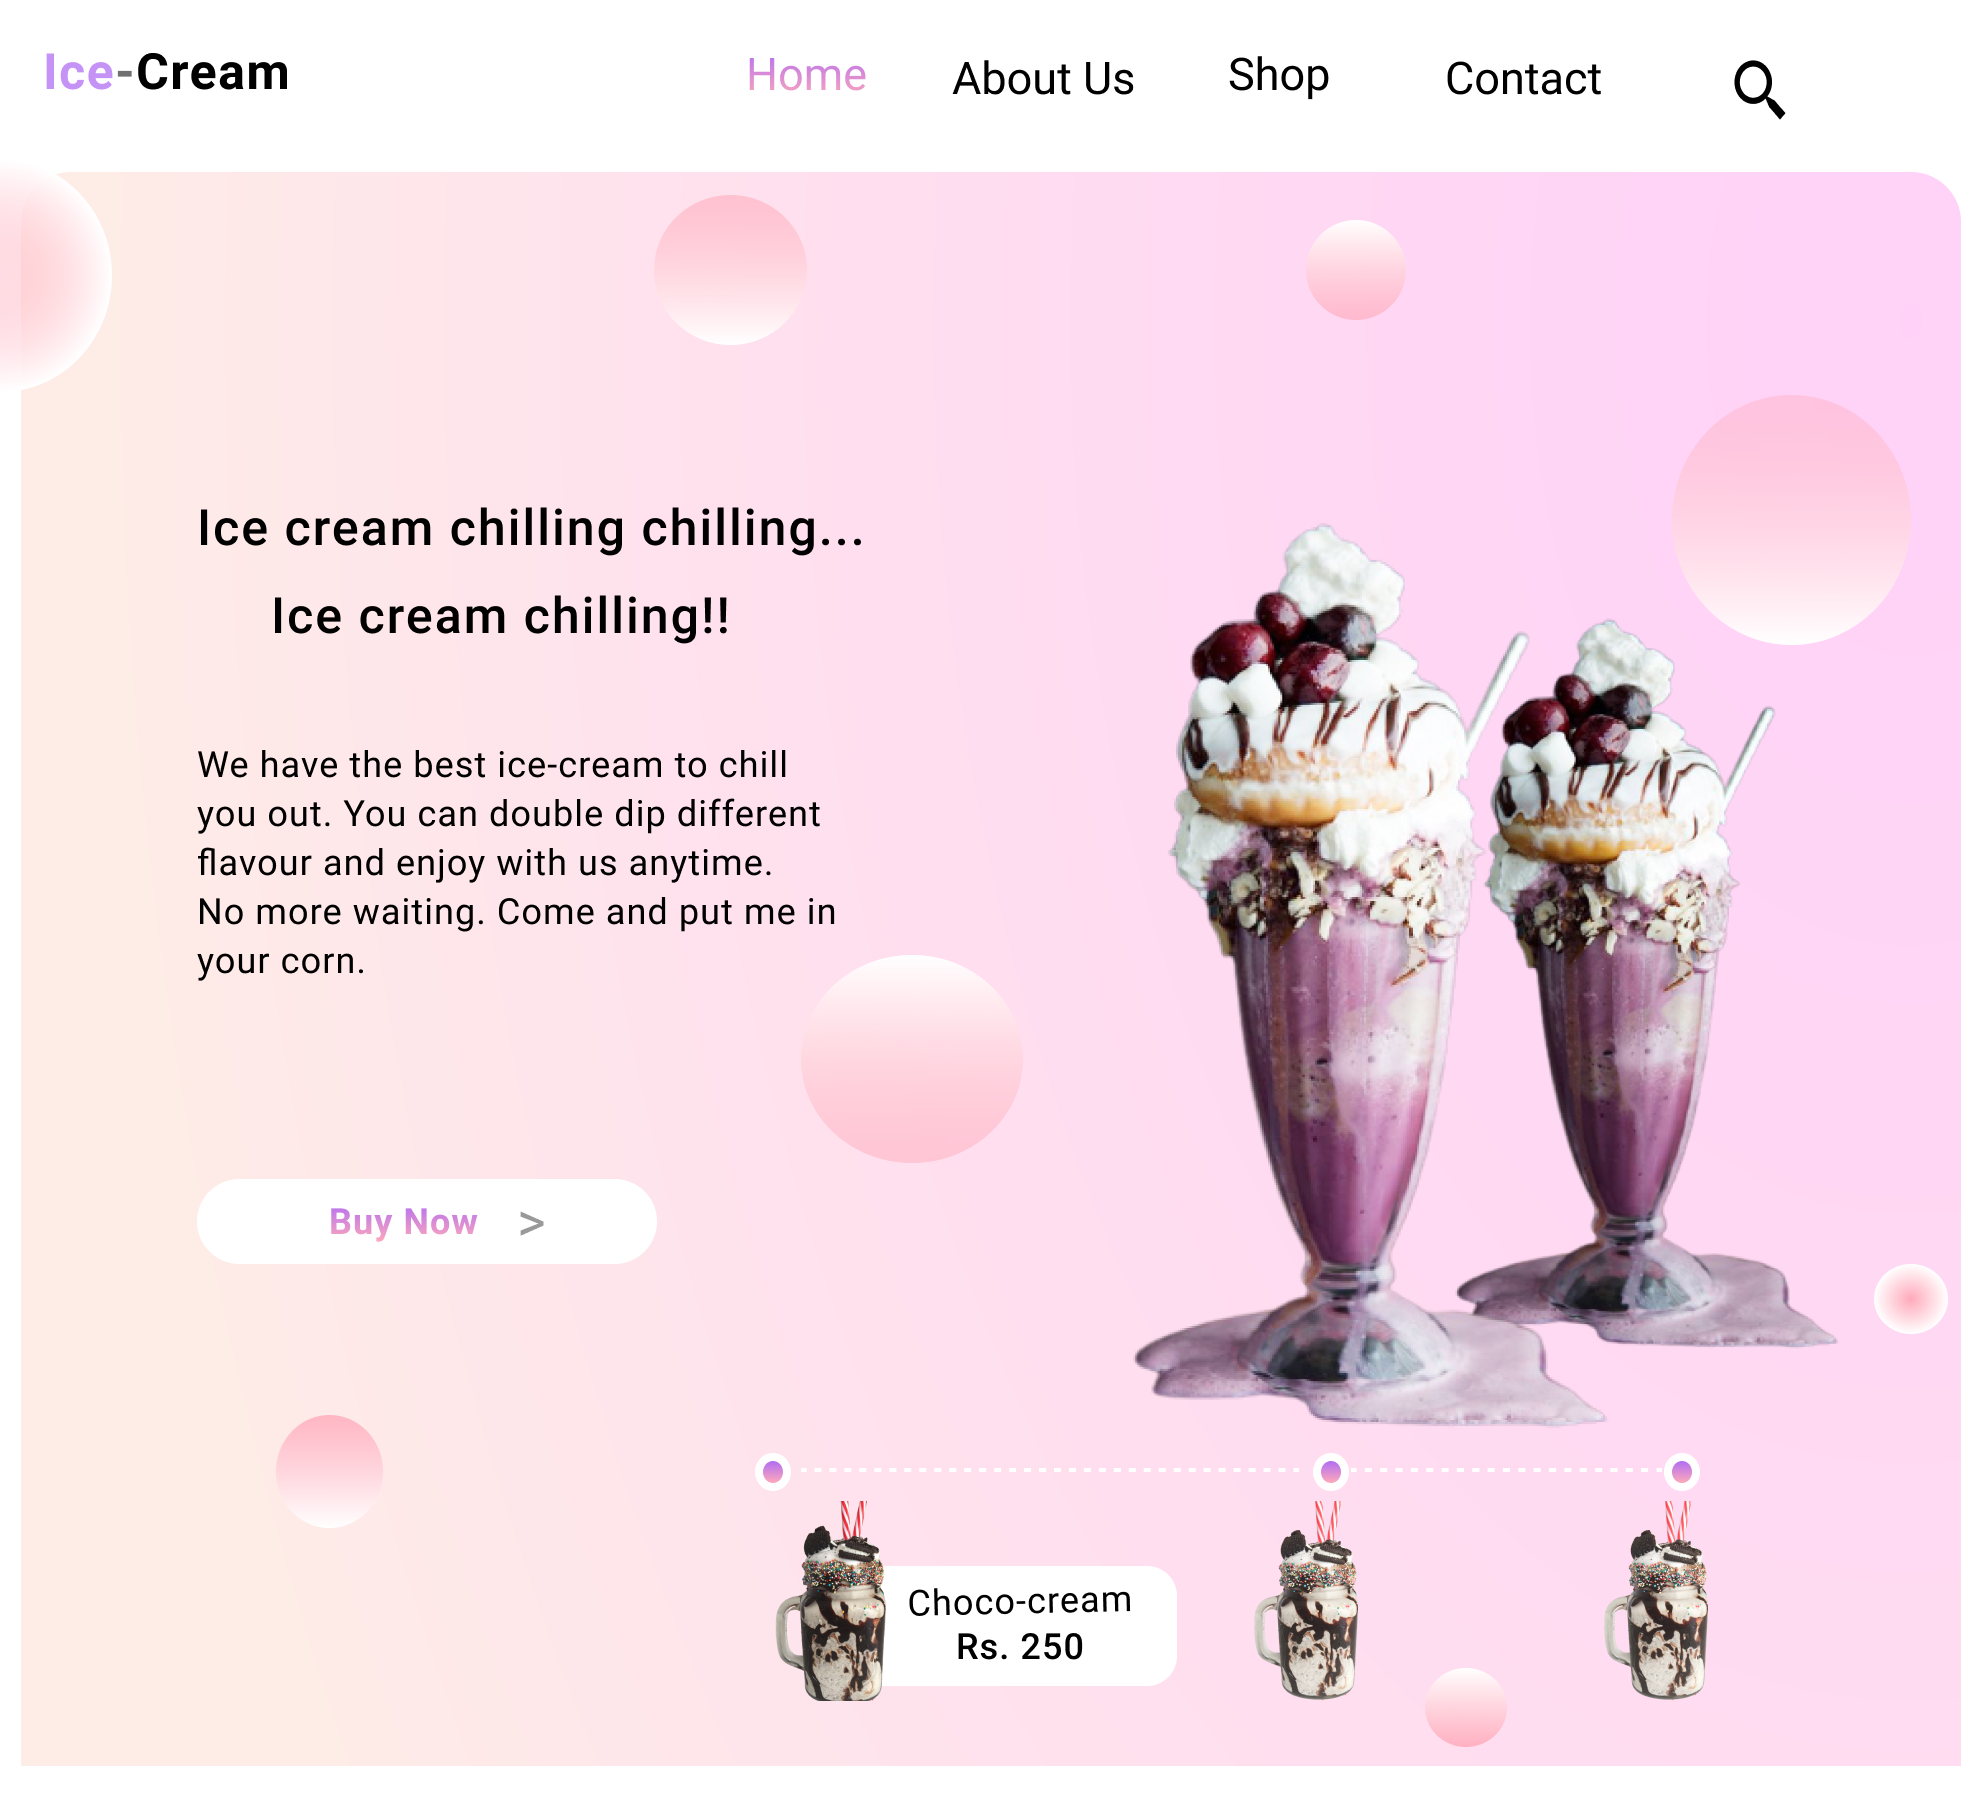 Ice-Cream
Home
About Us
Shop
Contact
Ice cream chilling chilling...
Ice cream chilling!!
We have the best ice-cream to chill
you out. You can double dip different
flavour and enjoy with us anytime.
No more waiting. Come and put me in
your corn.
Buy Now >
Choco-cream
Rs. 250